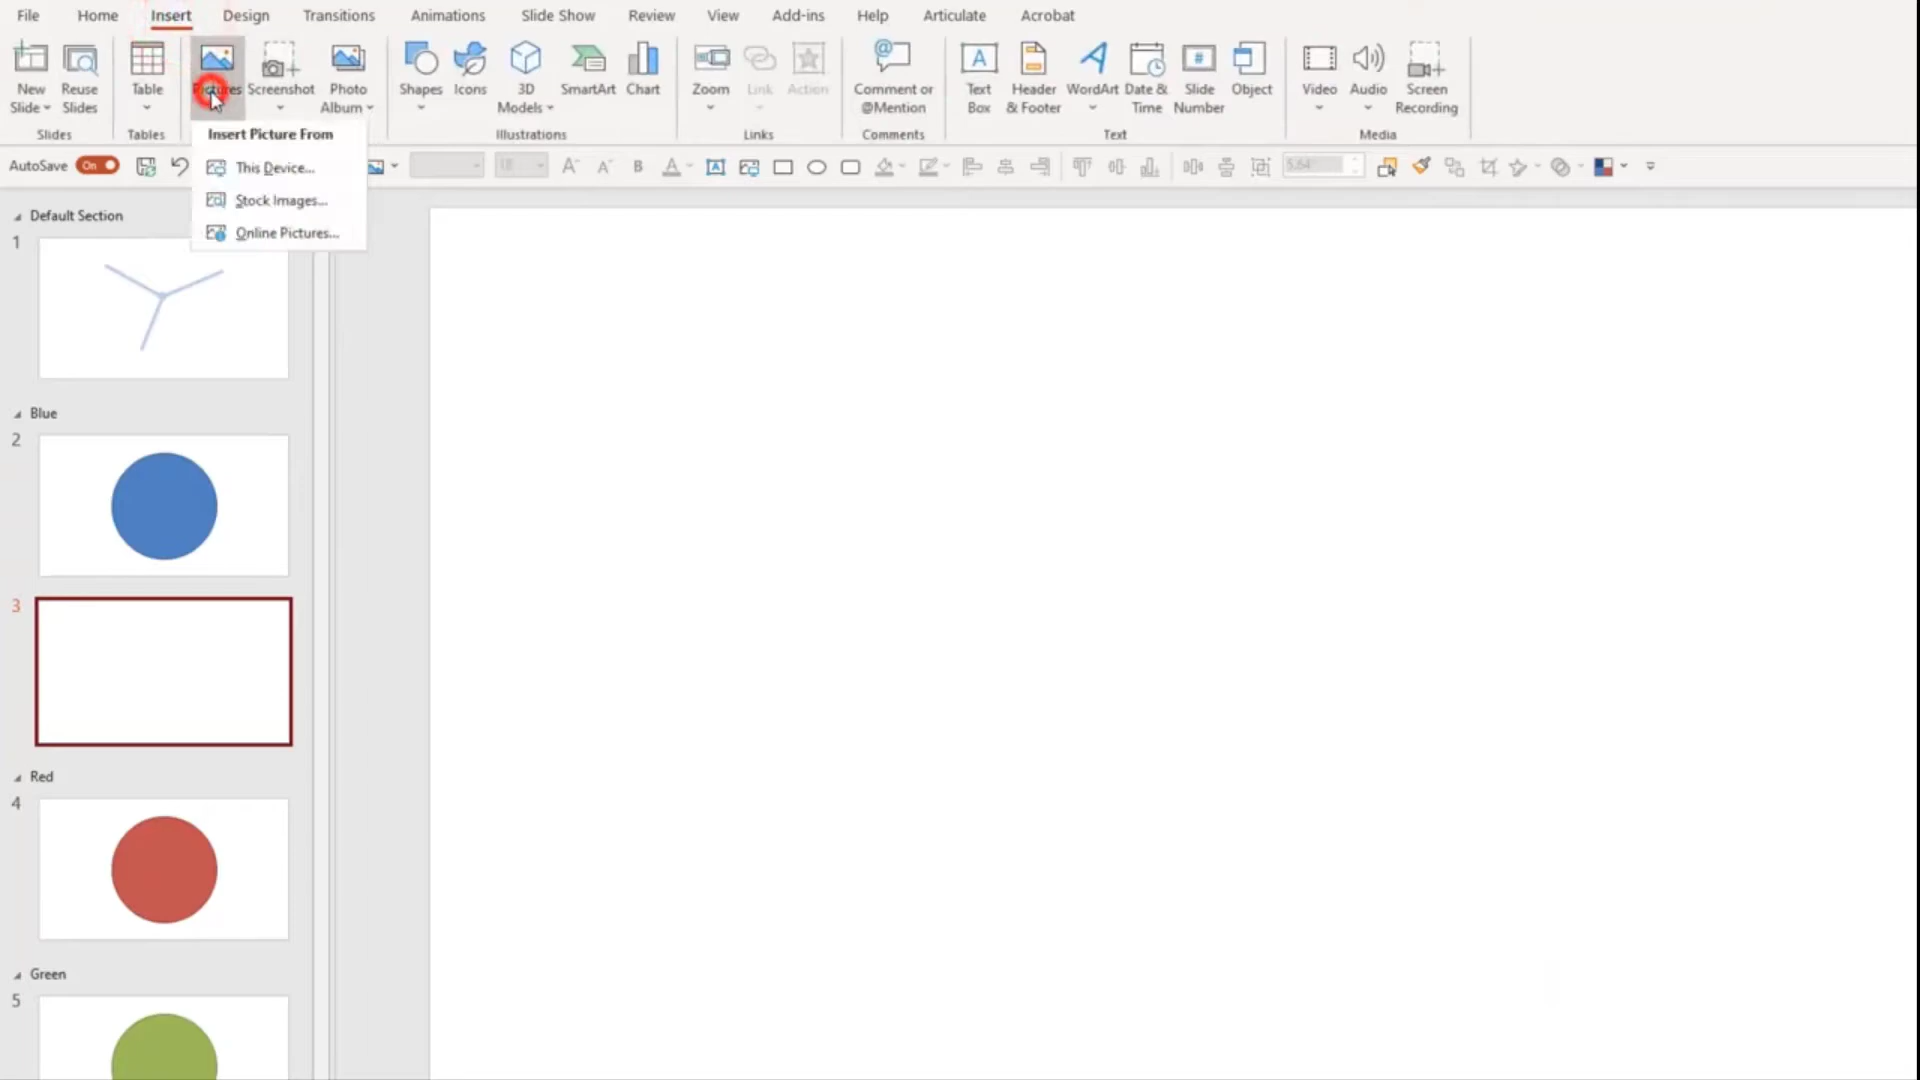 File Home Insert Design Transitions Animations Slide Show Review View Add-ins Help Articulate Acrobat
New Slide
Reuse Slides
Table
Pictures
Screenshot
Photo Album
Shapes
Icons
3D Models
SmartArt
Chart
Zoom
Link
Action
Comment or @Mention
Text Box
Header & Footer
WordArt
Date & Time
Slide Number
Object
Video
Audio
Screen Recording
Slides Tables Illustrations Links Comments Text Media
Insert Picture From
This Device...
Stock Images...
Online Pictures...
AutoSave On
18
B
5.64
Default Section
1
Blue
2
3
Red
4
Green
5